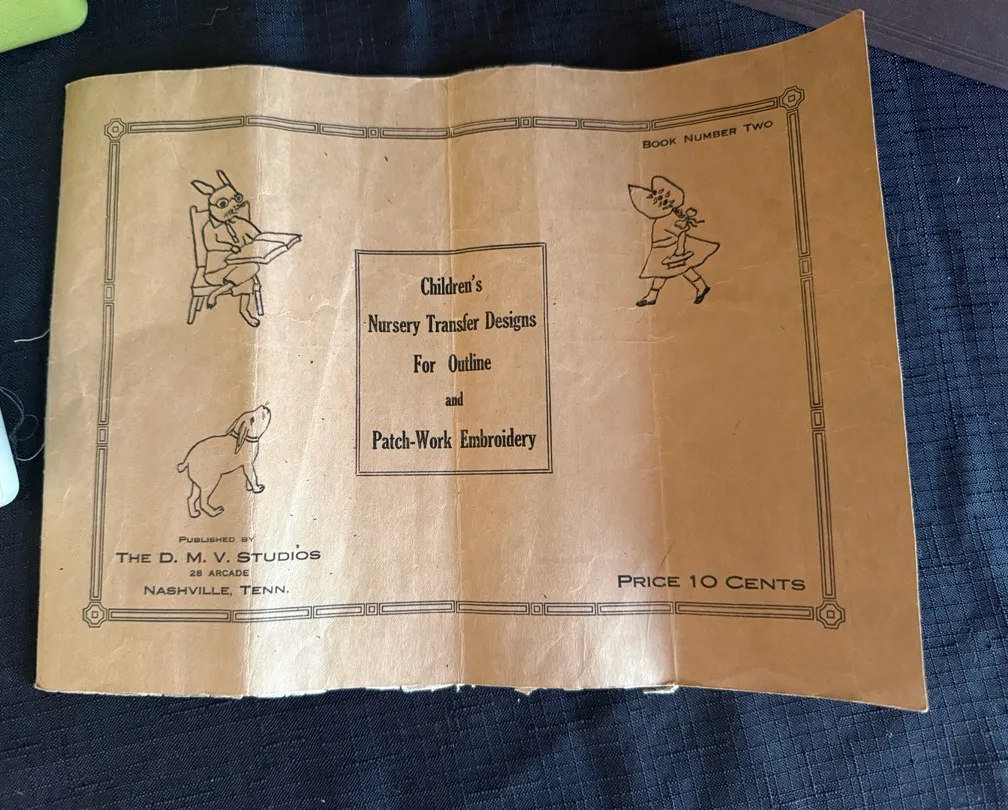 Book Number Two
Children's
Nursery Transfer Designs
For Outline
and
Patch-Work Embroidery
Published by
The D. M. V. Studios
28 Arcade
Nashville, Tenn.
Price 10 Cents